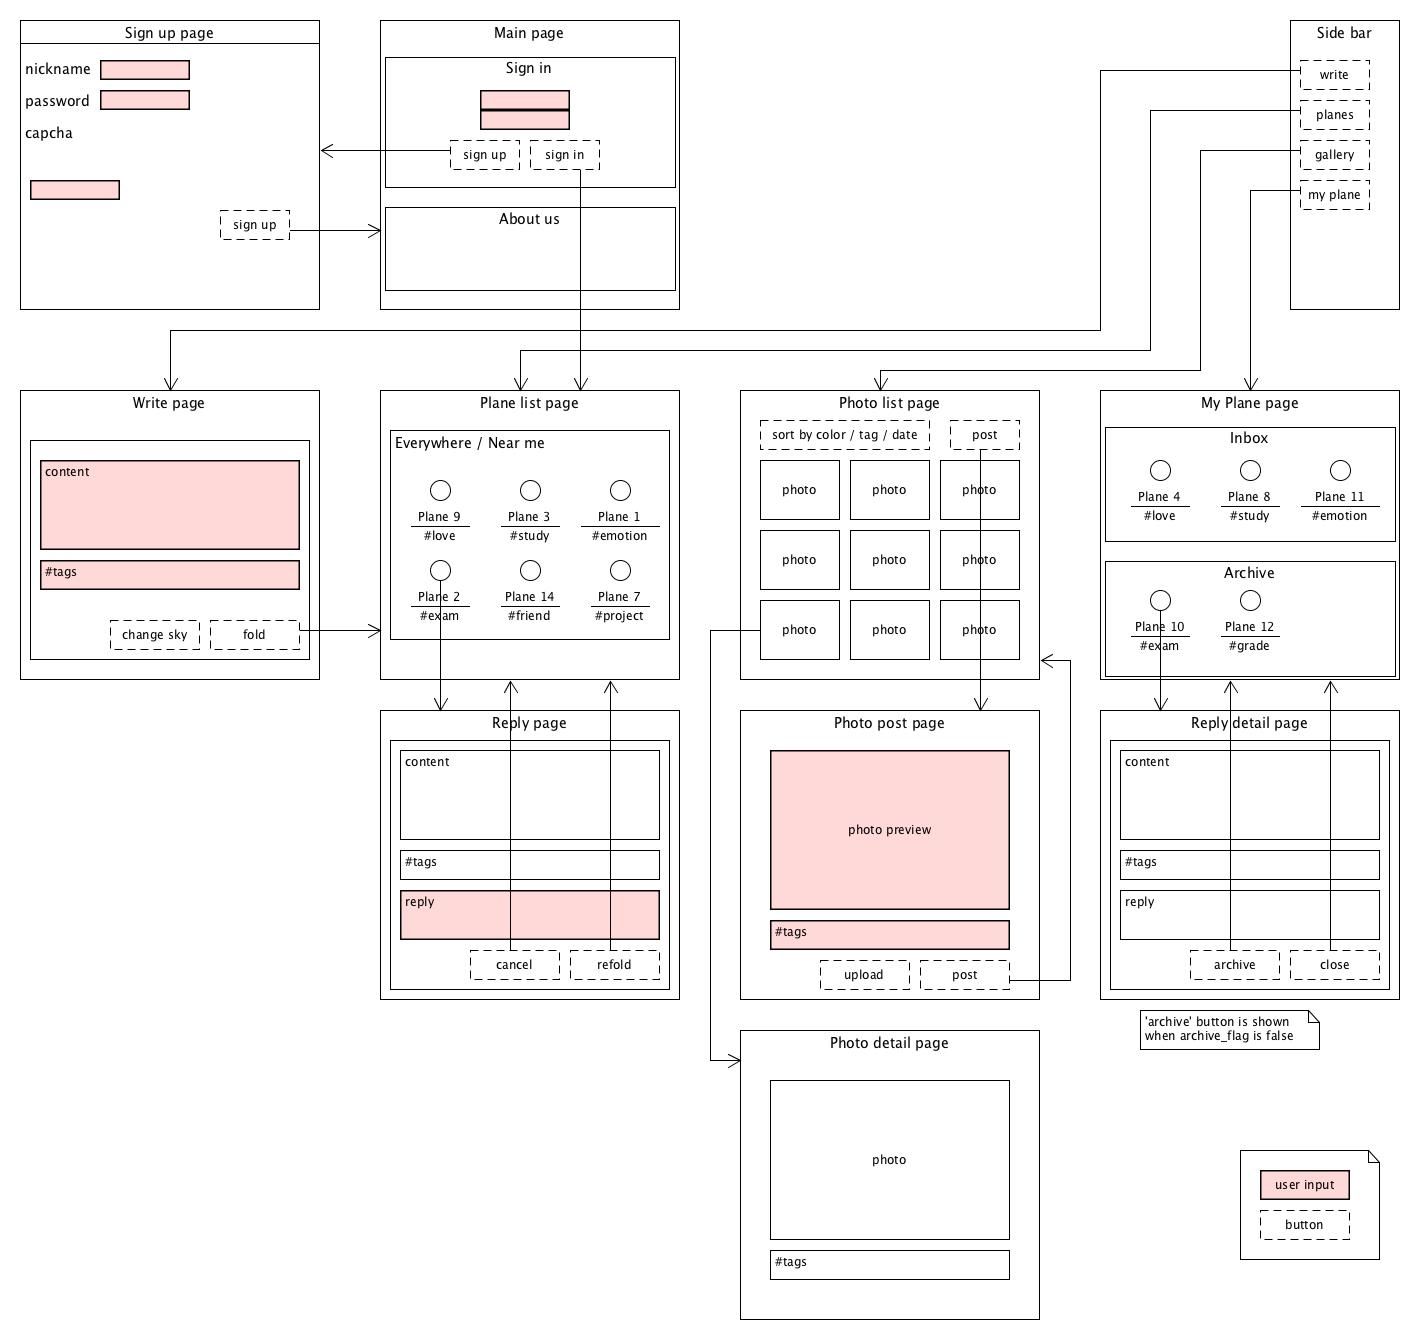 Sign up page
nickname
password
capcha
sign up
Main page
Sign in
sign up
sign in
About us
Side bar
write
planes
gallery
my plane
Write page
content
#tags
change sky
fold
Plane list page
Everywhere / Near me
Plane 9
#love
Plane 3
#study
Plane 1
#emotion
Plane 2
#exam
Plane 14
#friend
Plane 7
#project
Photo list page
sort by color / tag / date
post
photo
photo
photo
photo
photo
photo
photo
photo
photo
My Plane page
Inbox
Plane 4
#love
Plane 8
#study
Plane 11
#emotion
Archive
Plane 10
#exam
Plane 12
#grade
Reply page
content
#tags
reply
cancel
refold
Photo post page
photo preview
#tags
upload
post
Reply detail page
content
#tags
reply
archive
close
'archive' button is shown
when archive_flag is false
Photo detail page
photo
#tags
user input
button